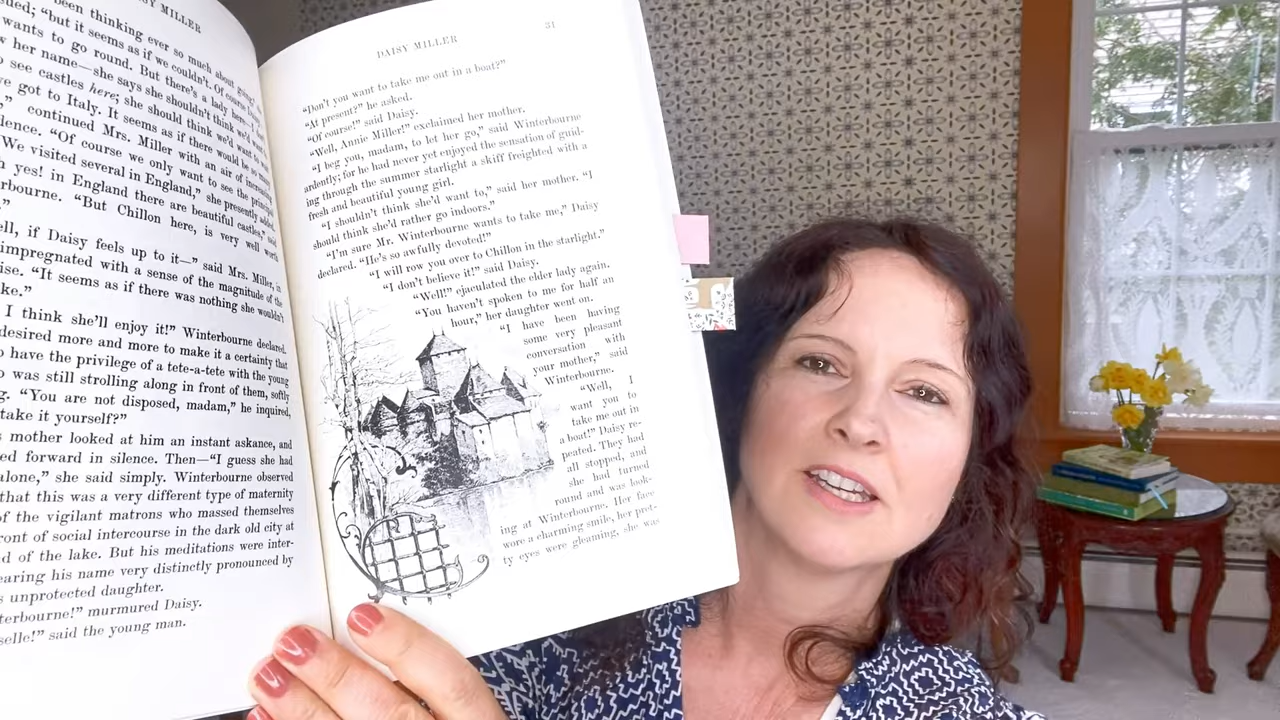 SY MILLER
been thinking ever so much about
sued; "but it seems as if we couldn't. Of course
wants to go round. But there's a lady here
her name—she says she shouldn't think we'd want
see castles here; she should think we'd want to
got to Italy. It seems as if there would be so many
continued Mrs. Miller with an air of increasing
dence. "Of course we only want to see the principal
We visited several in England," she presently added.
yes! in England there are beautiful castles," said
rbourne. "But Chillon here, is very well worth
ell, if Daisy feels up to it—" said Mrs. Miller, in
impregnated with a sense of the magnitude of the
ise. "It seems as if there was nothing she wouldn't
ke."
I think she'll enjoy it!" Winterbourne declared.
desired more and more to make it a certainty that
to have the privilege of a tete-a-tete with the young
o was still strolling along in front of them, softly
g. "You are not disposed, madam," he inquired,
take it yourself?"
s mother looked at him an instant askance, and
ed forward in silence. Then—"I guess she had
alone," she said simply. Winterbourne observed
that this was a very different type of maternity
of the vigilant matrons who massed themselves
ront of social intercourse in the dark old city at
d of the lake. But his meditations were inter-
earing his name very distinctly pronounced by
s unprotected daughter.
terbourne!" murmured Daisy.
selle!" said the young man.
DAISY MILLER 31
"Don't you want to take me out in a boat?"
"At present?" he asked.
"Of course!" said Daisy.
"Well, Annie Miller!" exclaimed her mother.
"I beg you, madam, to let her go," said Winterbourne
ardently; for he had never yet enjoyed the sensation of guid-
ing through the summer starlight a skiff freighted with a
fresh and beautiful young girl.
"I shouldn't think she'd want to," said her mother. "I
should think she'd rather go indoors."
"I'm sure Mr. Winterbourne wants to take me," Daisy
declared. "He's so awfully devoted!"
"I will row you over to Chillon in the starlight."
"I don't believe it!" said Daisy.
"Well!" ejaculated the elder lady again.
"You haven't spoken to me for half an
hour," her daughter went on.
"I have been having
some very pleasant
conversation with
your mother," said
Winterbourne.
"Well, I
want you to
take me out in
a boat!" Daisy re-
peated. They had
all stopped, and
she had turned
round and was look-
ing at Winterbourne. Her face
wore a charming smile, her pret-
ty eyes were gleaming, she was